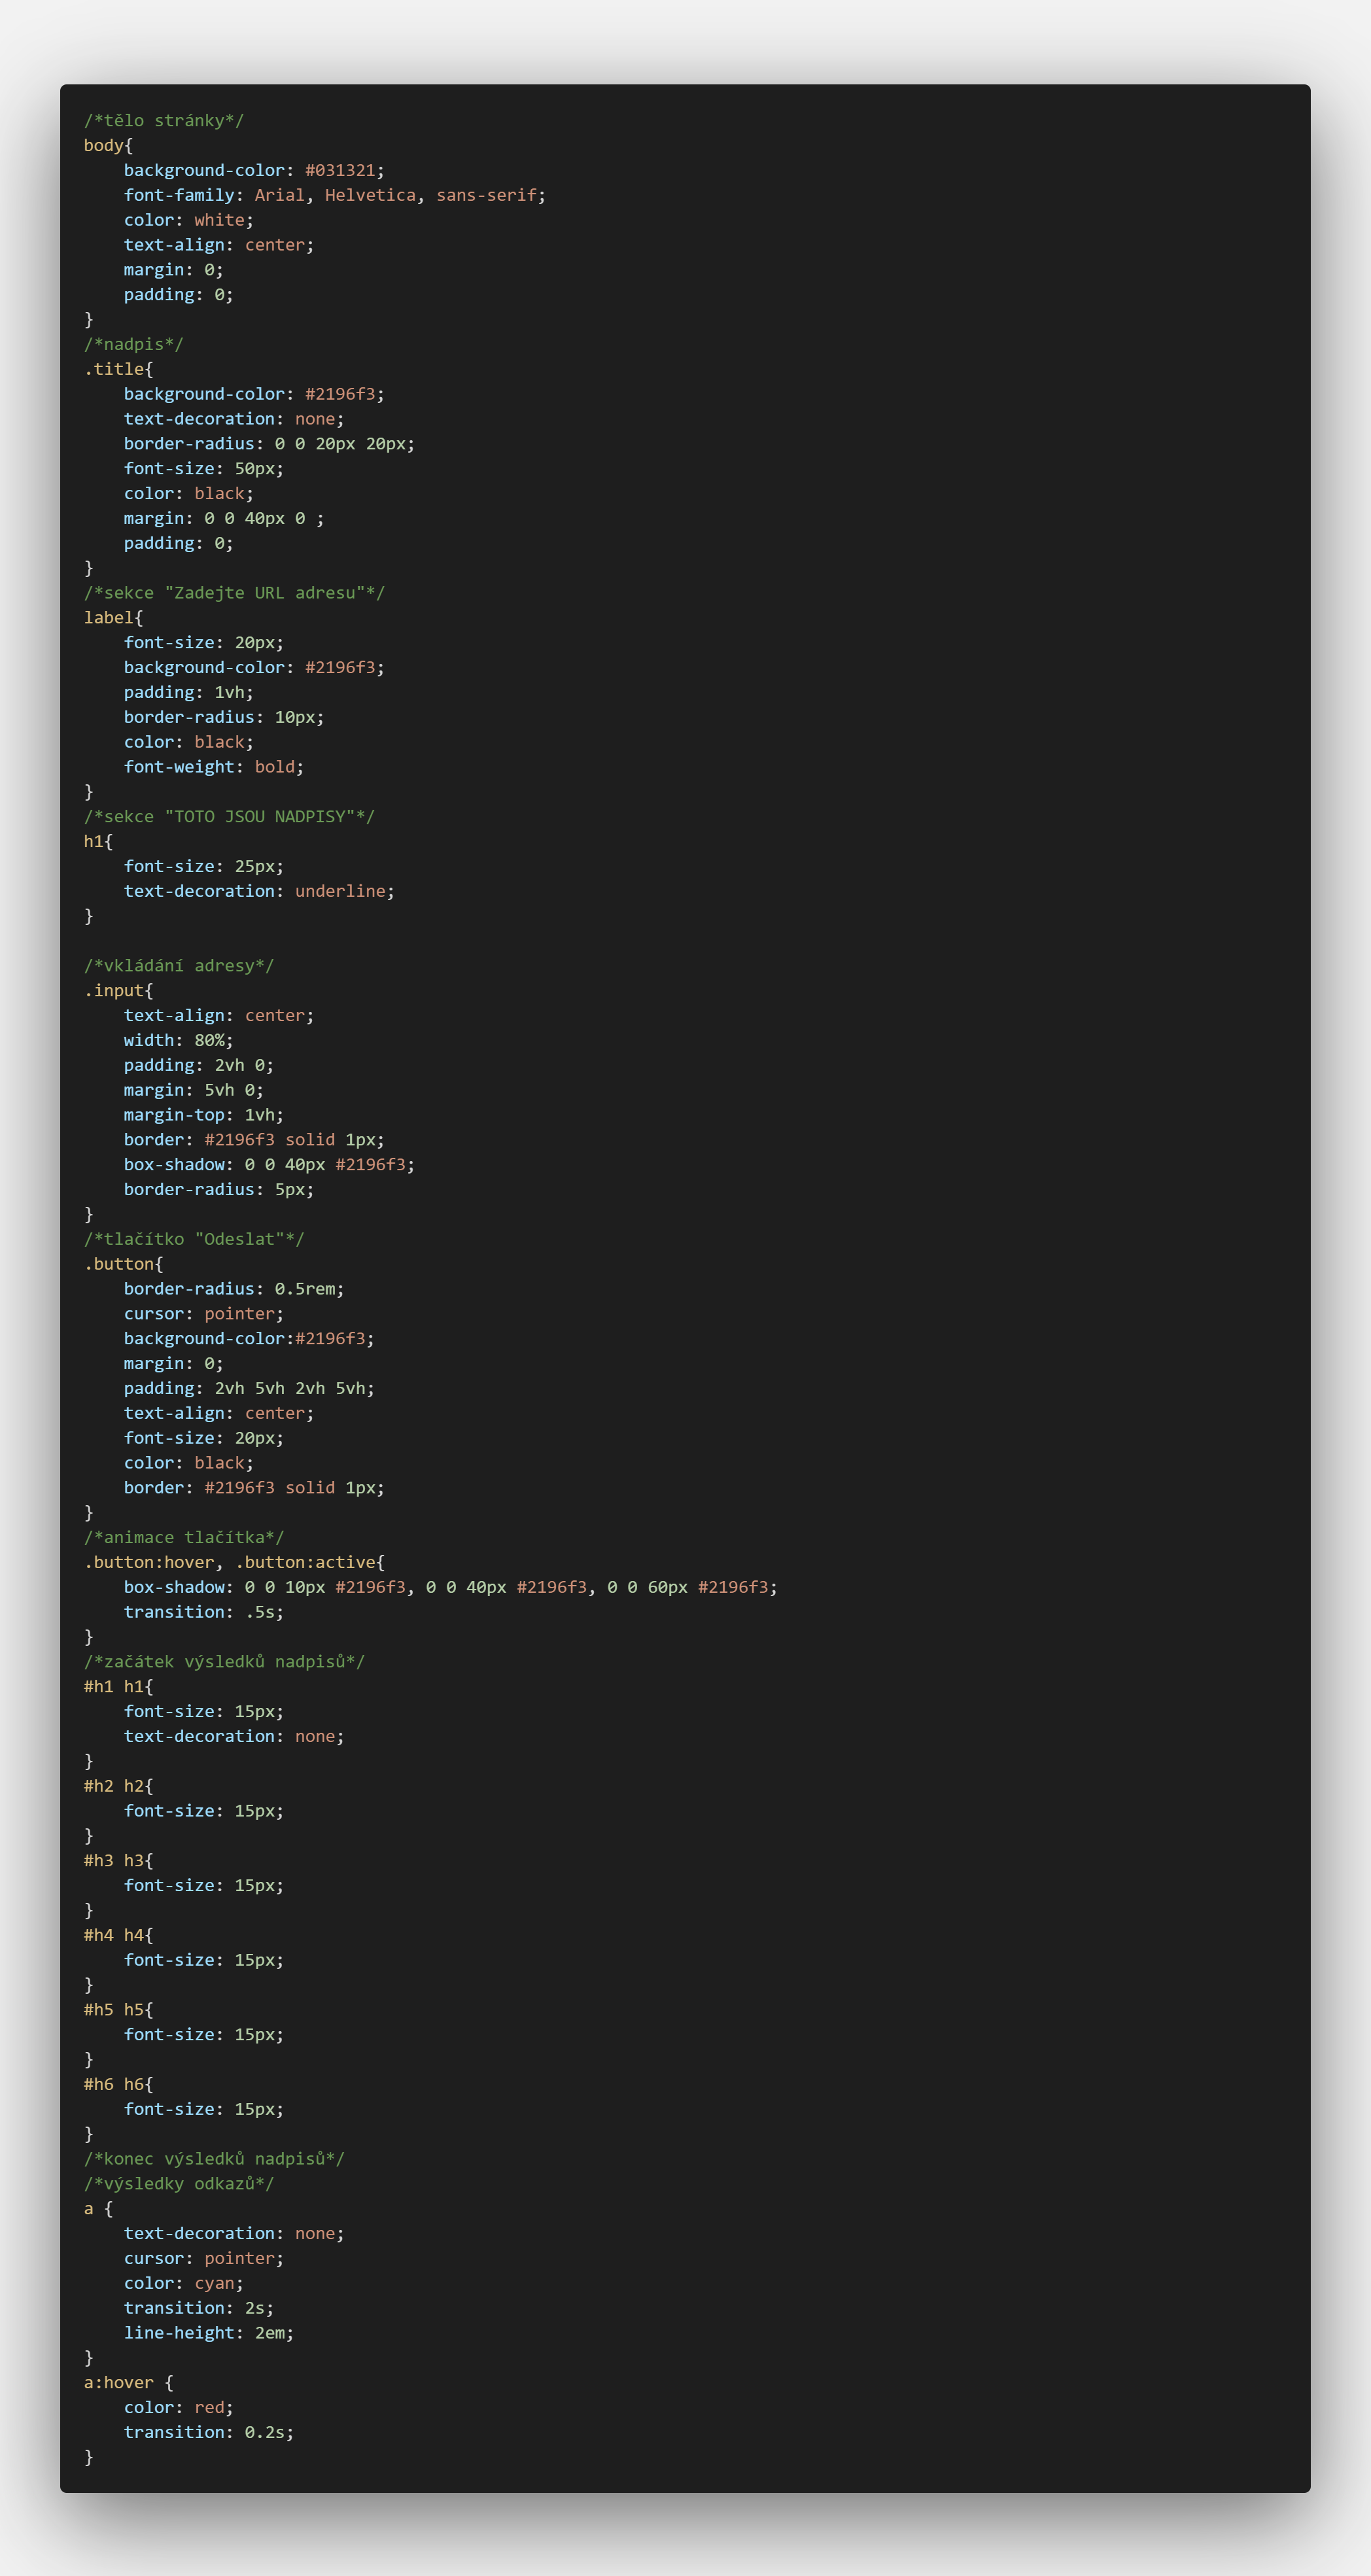 /*tělo stránky*/
body{
    background-color: #031321;
    font-family: Arial, Helvetica, sans-serif;
    color: white;
    text-align: center;
    margin: 0;
    padding: 0;
}
/*nadpis*/
.title{
    background-color: #2196f3;
    text-decoration: none;
    border-radius: 0 0 20px 20px;
    font-size: 50px;
    color: black;
    margin: 0 0 40px 0 ;
    padding: 0;
}
/*sekce "Zadejte URL adresu"*/
label{
    font-size: 20px;
    background-color: #2196f3;
    padding: 1vh;
    border-radius: 10px;
    color: black;
    font-weight: bold;
}
/*sekce "TOTO JSOU NADPISY"*/
h1{
    font-size: 25px;
    text-decoration: underline;
}

/*vkládání adresy*/
.input{
    text-align: center;
    width: 80%;
    padding: 2vh 0;
    margin: 5vh 0;
    margin-top: 1vh;
    border: #2196f3 solid 1px;
    box-shadow: 0 0 40px #2196f3;
    border-radius: 5px;
}
/*tlačítko "Odeslat"*/
.button{
    border-radius: 0.5rem;
    cursor: pointer;
    background-color:#2196f3;
    margin: 0;
    padding: 2vh 5vh 2vh 5vh;
    text-align: center;
    font-size: 20px;
    color: black;
    border: #2196f3 solid 1px;
}
/*animace tlačítka*/
.button:hover, .button:active{
    box-shadow: 0 0 10px #2196f3, 0 0 40px #2196f3, 0 0 60px #2196f3;
    transition: .5s;
}
/*začátek výsledků nadpisů*/
#h1 h1{
    font-size: 15px;
    text-decoration: none;
}
#h2 h2{
    font-size: 15px;
}
#h3 h3{
    font-size: 15px;
}
#h4 h4{
    font-size: 15px;
}
#h5 h5{
    font-size: 15px;
}
#h6 h6{
    font-size: 15px;
}
/*konec výsledků nadpisů*/
/*výsledky odkazů*/
a {
    text-decoration: none;
    cursor: pointer;
    color: cyan;
    transition: 2s;
    line-height: 2em;
}
a:hover {
    color: red;
    transition: 0.2s;
}